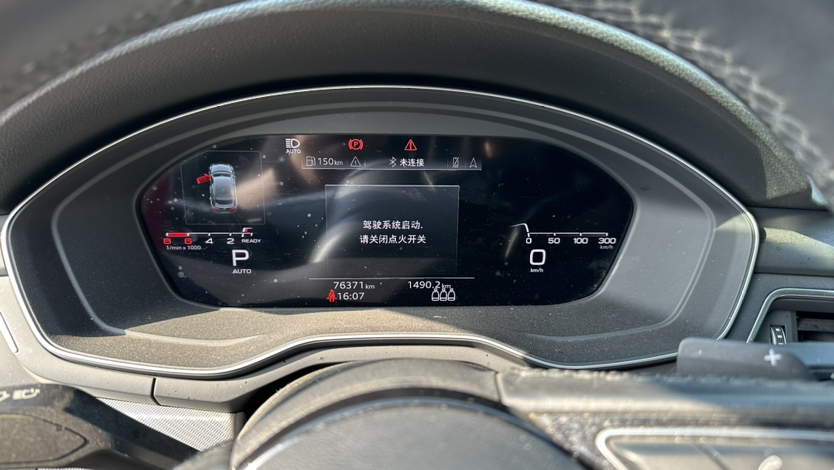 AUTO
150km
未连接
驾驶系统启动.
请关闭点火开关
8 6 4 2 READY
1/min x 1000
0 50 100 300
km/h
P
AUTO
0
km/h
76371km
1490.2km
16:07